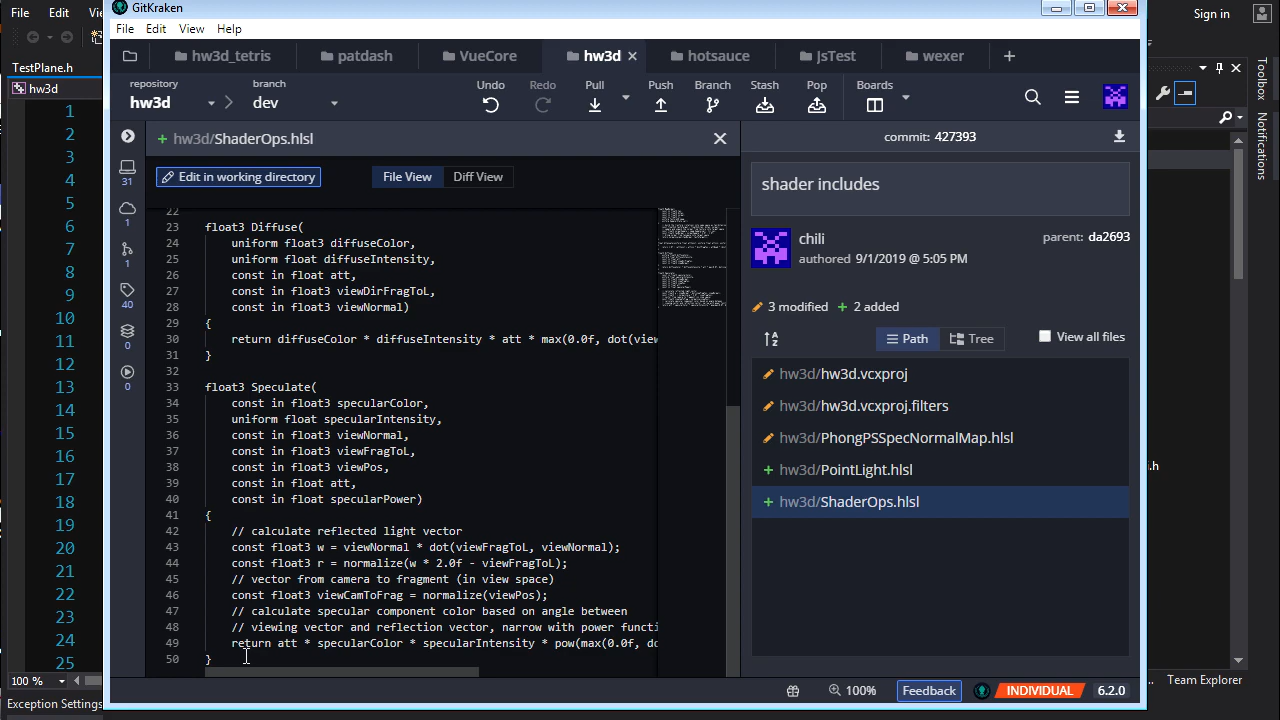 GitKraken
File Edit View Help
File Edit Vie
Sign in
hw3d_tetris patdash VueCore hw3d hotsauce JsTest wexer
TestPlane.h
hw3d
repository
hw3d
branch
dev
Undo Redo Pull Push Branch Stash Pop Boards
+ hw3d/ShaderOps.hlsl
Edit in working directory File View Diff View
22
23 float3 Diffuse(
24 uniform float3 diffuseColor,
25 uniform float diffuseIntensity,
26 const in float att,
27 const in float3 viewDirFragToL,
28 const in float3 viewNormal)
29 {
30 return diffuseColor * diffuseIntensity * att * max(0.0f, dot(view
31 }
32
33 float3 Speculate(
34 const in float3 specularColor,
35 uniform float specularIntensity,
36 const in float3 viewNormal,
37 const in float3 viewFragToL,
38 const in float3 viewPos,
39 const in float att,
40 const in float specularPower)
41 {
42 // calculate reflected light vector
43 const float3 w = viewNormal * dot(viewFragToL, viewNormal);
44 const float3 r = normalize(w * 2.0f - viewFragToL);
45 // vector from camera to fragment (in view space)
46 const float3 viewCamToFrag = normalize(viewPos);
47 // calculate specular component color based on angle between
48 // viewing vector and reflection vector, narrow with power functi
49 return att * specularColor * specularIntensity * pow(max(0.0f, do
50 }
31
1
1
40
0
0
commit: 427393
shader includes
chili
authored 9/1/2019 @ 5:05 PM
parent: da2693
3 modified + 2 added
Path Tree View all files
hw3d/hw3d.vcxproj
hw3d/hw3d.vcxproj.filters
hw3d/PhongPSSpecNormalMap.hlsl
+ hw3d/PointLight.hlsl
+ hw3d/ShaderOps.hlsl
100% Feedback INDIVIDUAL 6.2.0
1
2
3
4
5
6
7
8
9
10
11
12
13
14
15
16
17
18
19
20
21
22
23
24
25
100 %
Exception Settings
Toolbox
Notifications
.h
.. Team Explorer